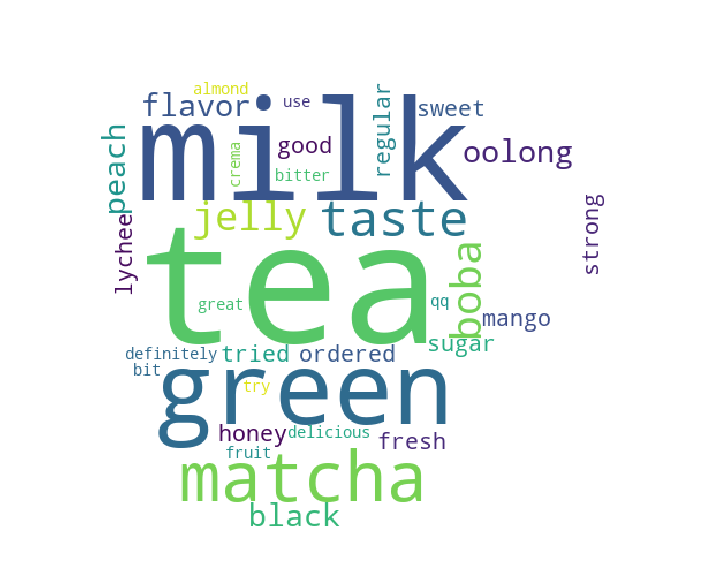 almond
use
flavor
milk
sweet
regular
good
crema
bitter
oolong
peach
lychee
jelly
taste
strong
tea
boba
great
qq
mango
sugar
definitely
tried
ordered
bit
try
green
honey
delicious
fresh
fruit
matcha
black